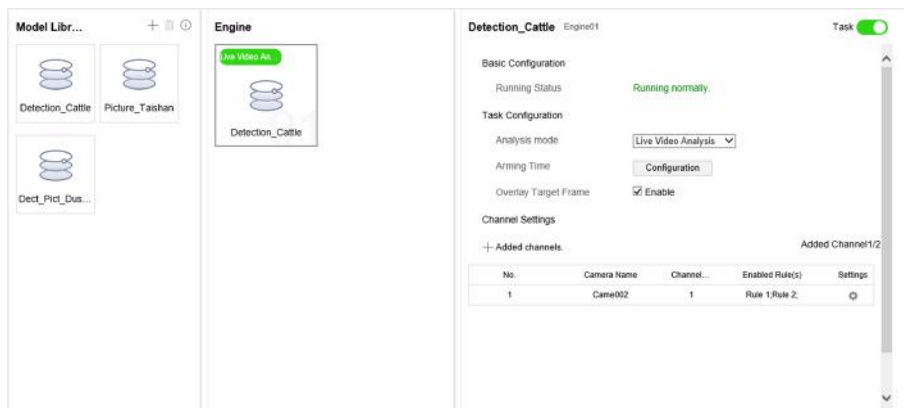 Model Libr...
Detection_Cattle
Picture_Taishan
Dect_Pict_Dus...
Engine
Live Video An...
Detection_Cattle
Detection_Cattle Engine01
Task
Basic Configuration
Running Status Running normally.
Task Configuration
Analysis mode Live Video Analysis
Arming Time Configuration
Overlay Target Frame Enable
Channel Settings
+ Added channels. Added Channel1/2
No. Camera Name Channel... Enabled Rule(s) Settings
1 Came002 1 Rule 1;Rule 2;